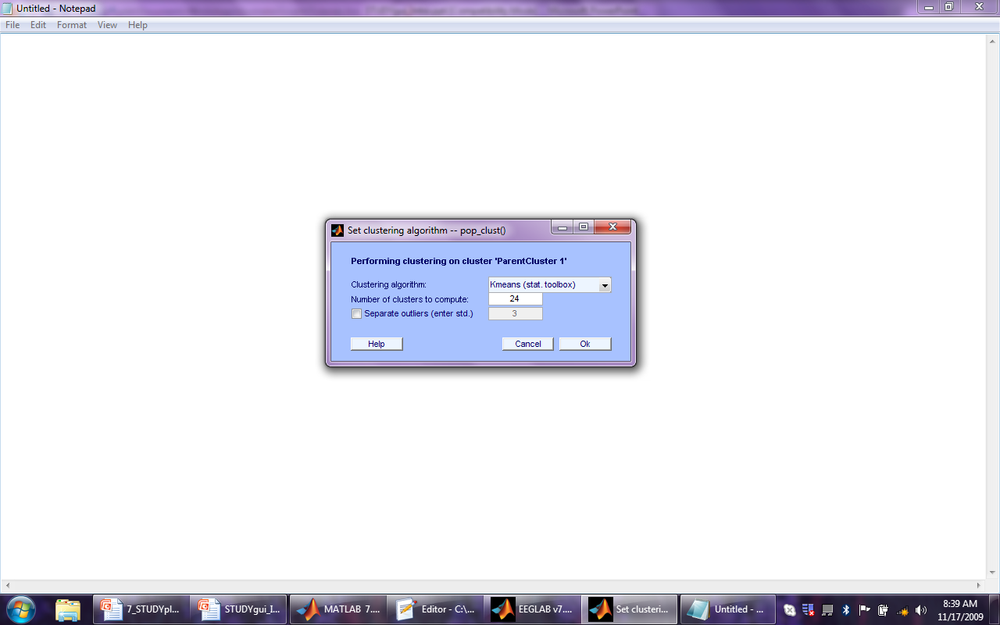 Untitled - Notepad
File Edit Format View Help
Set clustering algorithm -- pop_clust()
Performing clustering on cluster 'ParentCluster 1'
Clustering algorithm: Kmeans (stat. toolbox)
Number of clusters to compute: 24
Separate outliers (enter std.) 3
Help Cancel Ok
7_STUDYpl... STUDYgui_I... MATLAB 7.... Editor - C:\... EEGLAB v7.... Set clusteri... Untitled - ... 8:39 AM
11/17/2009